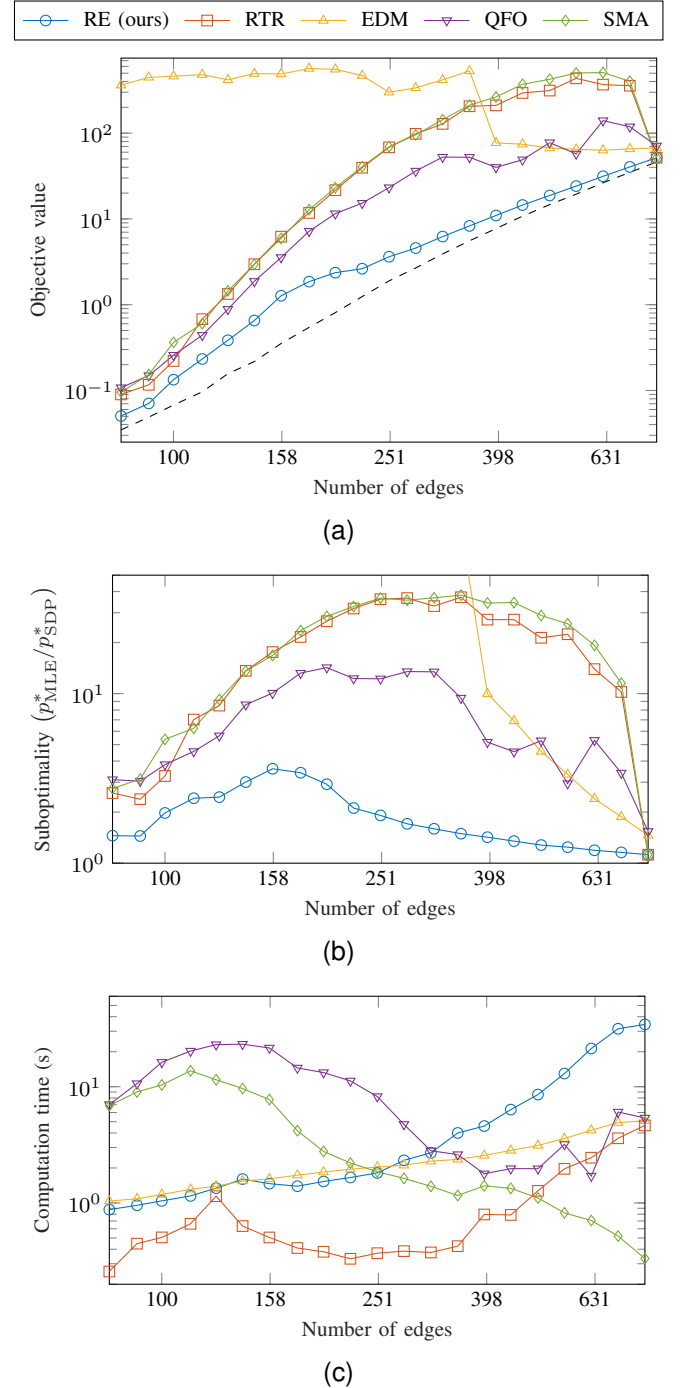 RE (ours) RTR EDM QFO SMA
10^2
10^1
10^0
10^−1
Objective value
100 158 251 398 631
Number of edges
(a)
10^1
10^0
Suboptimality (p*_MLE/p*_SDP)
100 158 251 398 631
Number of edges
(b)
10^1
10^0
Computation time (s)
100 158 251 398 631
Number of edges
(c)